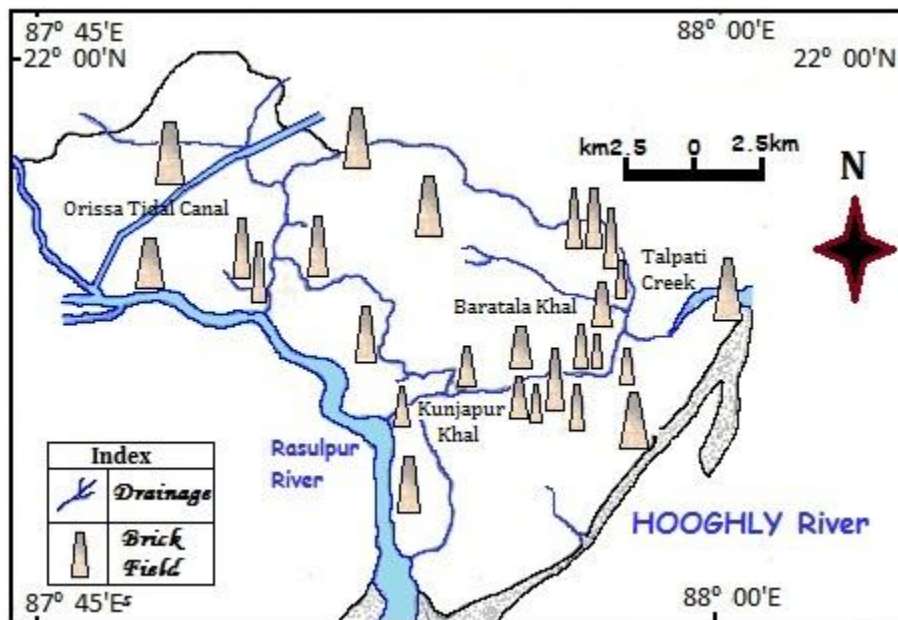 87° 45'E
88° 00'E
22° 00'N
22° 00'N
km2.5 0 2.5km
N
Orissa Tidal Canal
Talpati
Creek
Baratala Khal
Kunjapur
Khal
Rasulpur
River
Index
Drainage
Brick
Field
HOOGHLY River
87° 45'Es
88° 00'E